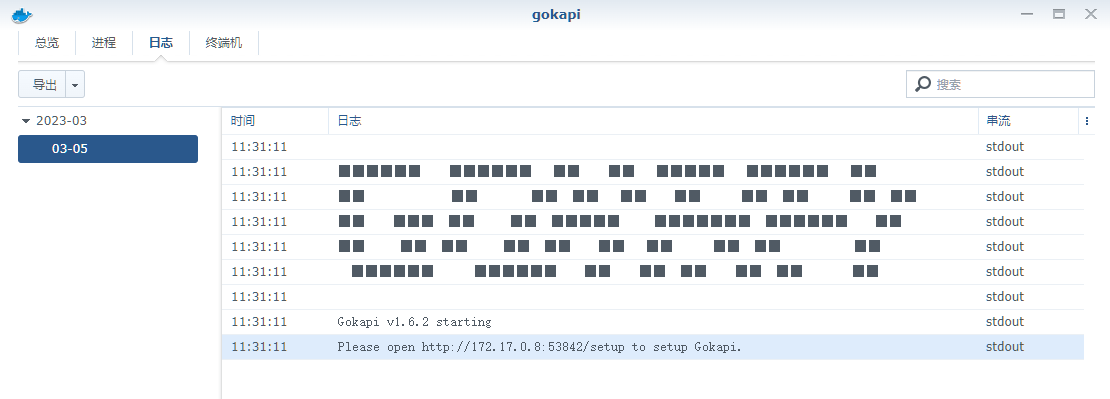 gokapi
总览 进程 日志 终端机
导出 搜索
2023-03
03-05
时间 日志 串流
11:31:11 stdout
11:31:11 ■■■■■■ ■■■■■■ ■■ ■■ ■■■■■ ■■■■■■ ■■ stdout
11:31:11 ■■ ■■ ■■ ■■ ■■ ■■ ■■ ■■ ■■ ■■ stdout
11:31:11 ■■ ■■■ ■■ ■■ ■■■■■ ■■■■■■■ ■■■■■■ ■■ stdout
11:31:11 ■■ ■■ ■■ ■■ ■■ ■■ ■■ ■■ ■■ ■■ stdout
11:31:11 ■■■■■■ ■■■■■■ ■■ ■■ ■■ ■■ ■■ ■■ stdout
11:31:11 stdout
11:31:11 Gokapi v1.6.2 starting stdout
11:31:11 Please open http://172.17.0.8:53842/setup to setup Gokapi. stdout